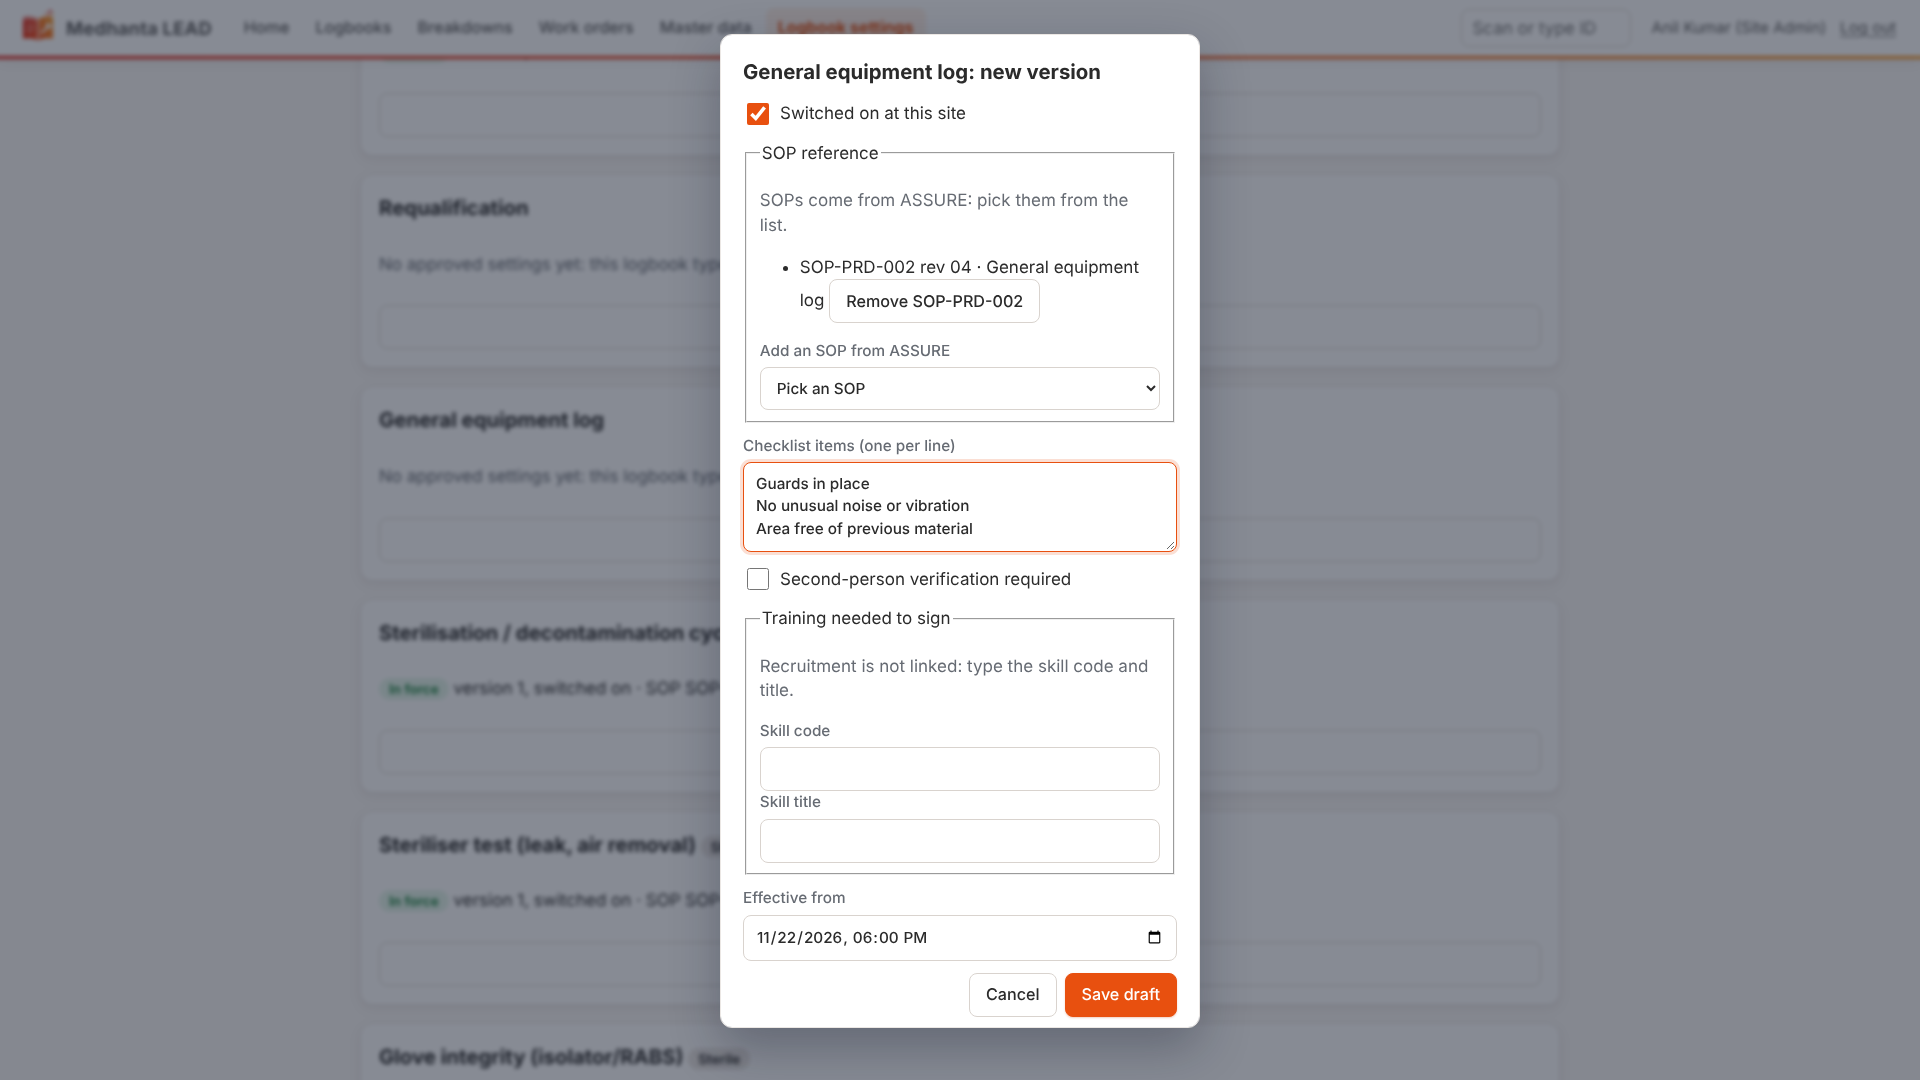 Medhanta LEAD
Home
Logbooks
Breakdowns
Work orders
Master data
Logbook settings
Scan or type ID
Anil Kumar (Site Admin)
Log out
General equipment log: new version
Switched on at this site
SOP reference
SOPs come from ASSURE: pick them from the
list.
SOP-PRD-002 rev 04 · General equipment
log
Remove SOP-PRD-002
Add an SOP from ASSURE
Pick an SOP
Checklist items (one per line)
Guards in place
No unusual noise or vibration
Area free of previous material
Second-person verification required
Training needed to sign
Recruitment is not linked: type the skill code and
title.
Skill code
Skill title
Effective from
11/22/2026, 06:00 PM
Cancel
Save draft
Requalification
No approved settings yet: this logbook
General equipment log
No approved settings yet: this logbook
Sterilisation / decontamination
In force version 1, switched on · SOP
Steriliser test (leak, air removal)
In force version 1, switched on · SOP
Glove integrity (isolator/RABS) Sterile